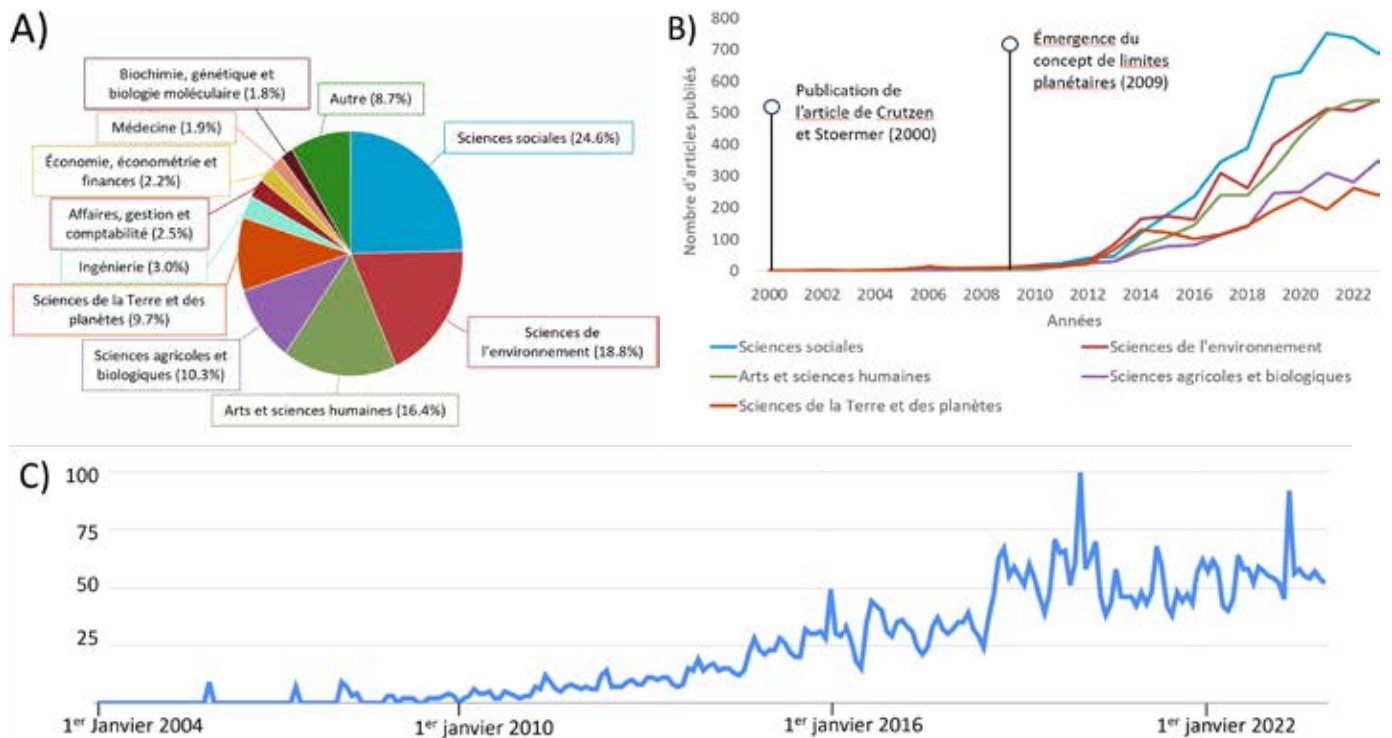 A)
Biochimie, génétique et
biologie moléculaire (1.8%)
Autre (8.7%)
Médecine (1.9%)
Sciences sociales (24.6%)
Économie, économétrie et
finances (2.2%)
Affaires, gestion et
comptabilité (2.5%)
Ingénierie (3.0%)
Sciences de la Terre et des
planètes (9.7%)
Sciences de
l'environnement (18.8%)
Sciences agricoles et
biologiques (10.3%)
Arts et sciences humaines (16.4%)
B)
Nombre d'articles publiés
800
700
600
500
400
300
200
100
0
Publication de
l'article de Crutzen
et Stoermer (2000)
Émergence du
concept de limites
planétaires (2009)
2000 2002 2004 2006 2008 2010 2012 2014 2016 2018 2020 2022
Années
Sciences sociales
Sciences de l'environnement
Arts et sciences humaines
Sciences agricoles et biologiques
Sciences de la Terre et des planètes
C)
100
75
50
25
1er Janvier 2004
1er janvier 2010
1er janvier 2016
1er janvier 2022